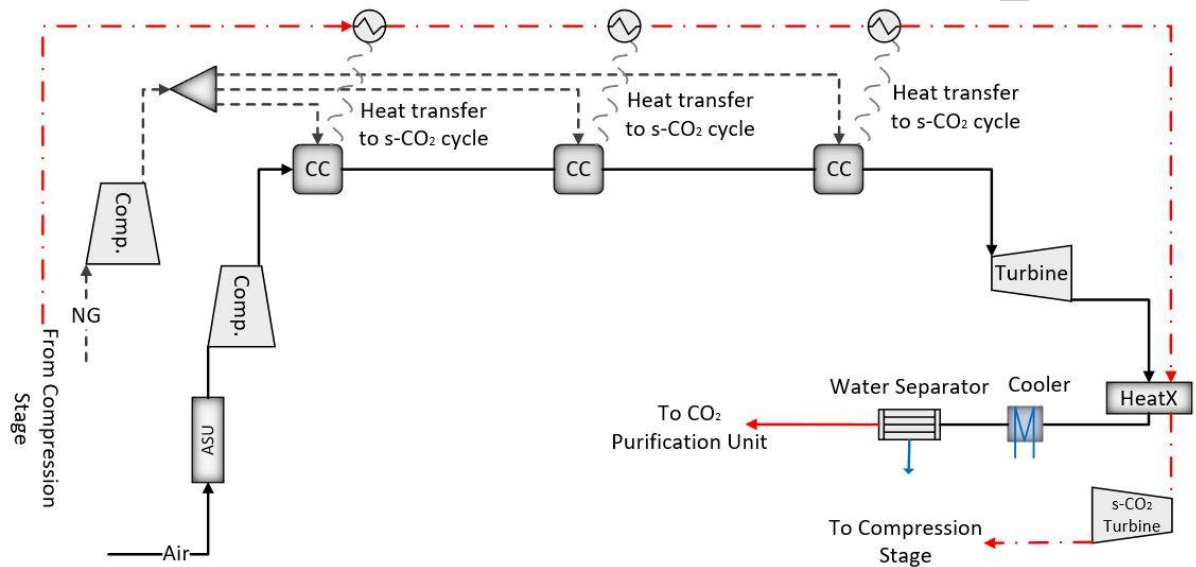 Heat transfer
to s-CO₂ cycle
Heat transfer
to s-CO₂ cycle
Heat transfer
to s-CO₂ cycle
CC
CC
CC
Comp.
Comp.
NG
From Compression
Stage
ASU
Air
Turbine
HeatX
Water Separator
Cooler
To CO₂
Purification Unit
s-CO₂
Turbine
To Compression
Stage